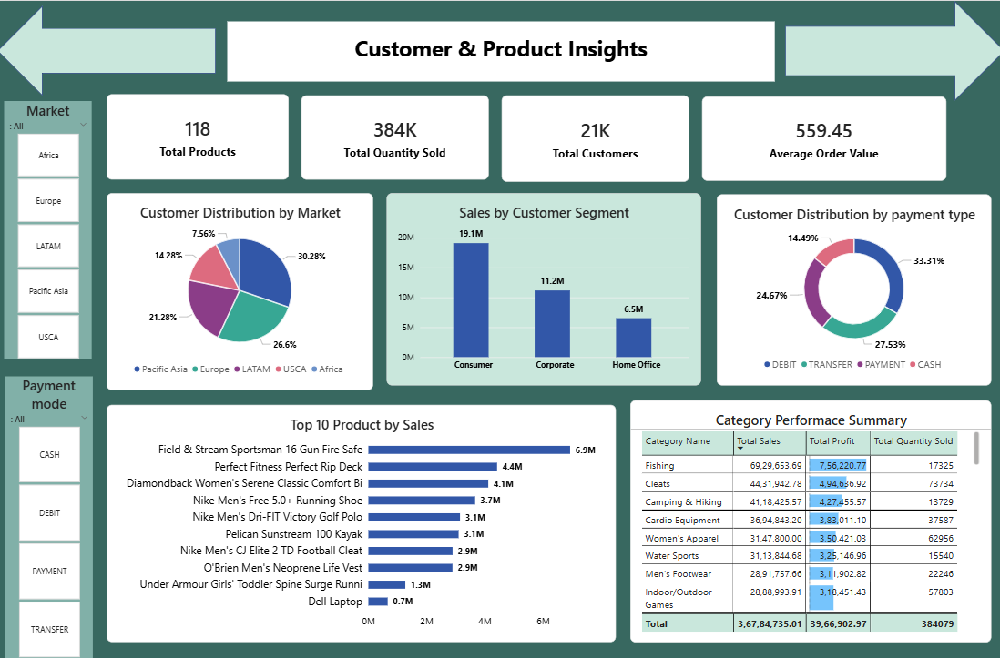 Customer & Product Insights
Market
: All
Africa
Europe
LATAM
Pacific Asia
USCA
Payment
mode
: All
CASH
DEBIT
PAYMENT
TRANSFER
118
Total Products
384K
Total Quantity Sold
21K
Total Customers
559.45
Average Order Value
Customer Distribution by Market
7.56%
30.28%
14.28%
21.28%
26.6%
Pacific Asia Europe LATAM USCA Africa
Sales by Customer Segment
20M
15M
10M
5M
0M
19.1M
11.2M
6.5M
Consumer Corporate Home Office
Customer Distribution by payment type
14.49%
33.31%
24.67%
27.53%
DEBIT TRANSFER PAYMENT CASH
Top 10 Product by Sales
Field & Stream Sportsman 16 Gun Fire Safe 6.9M
Perfect Fitness Perfect Rip Deck 4.4M
Diamondback Women's Serene Classic Comfort Bi 4.1M
Nike Men's Free 5.0+ Running Shoe 3.7M
Nike Men's Dri-FIT Victory Golf Polo 3.1M
Pelican Sunstream 100 Kayak 3.1M
Nike Men's CJ Elite 2 TD Football Cleat 2.9M
O'Brien Men's Neoprene Life Vest 2.9M
Under Armour Girls' Toddler Spine Surge Runni 1.3M
Dell Laptop 0.7M
0M 2M 4M 6M
Category Performace Summary
Category Name Total Sales Total Profit Total Quantity Sold
Fishing 69,29,653.69 7,56,220.77 17325
Cleats 44,31,942.78 4,94,636.92 73734
Camping & Hiking 41,18,425.57 4,27,455.57 13729
Cardio Equipment 36,94,843.20 3,83,011.10 37587
Women's Apparel 31,47,800.00 3,50,421.03 62956
Water Sports 31,13,844.68 3,25,146.96 15540
Men's Footwear 28,91,757.66 3,11,902.82 22246
Indoor/Outdoor 28,88,993.91 3,18,451.43 57803
Games
Total 3,67,84,735.01 39,66,902.97 384079